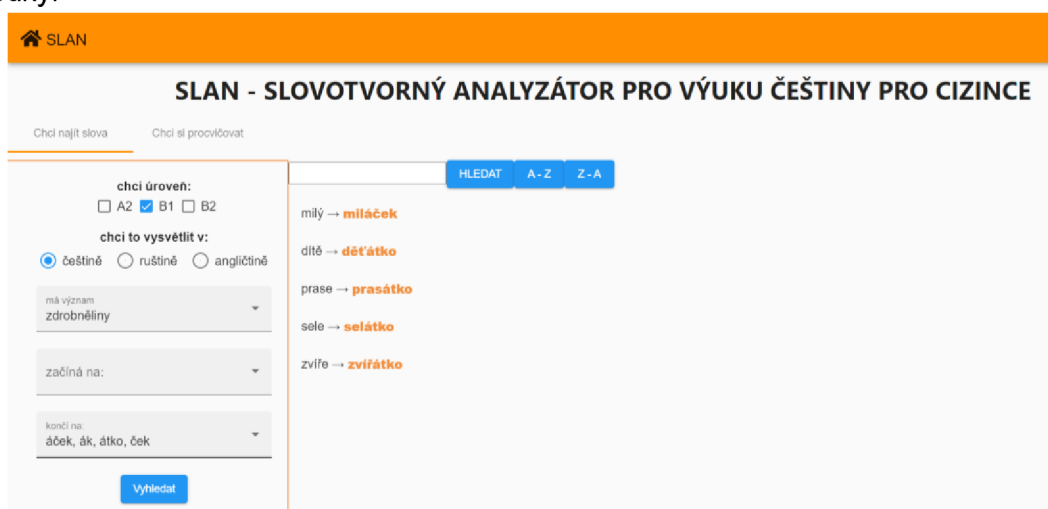 SLAN
SLAN - SLOVOTVORNÝ ANALYZÁTOR PRO VÝUKU ČEŠTINY PRO CIZINCE
Chci najít slova Chci si procvičovat
chci úroveň:
A2 B1 B2
chci to vysvětlit v:
češtině ruštině angličtině
má význam
zdrobněliny
začíná na:
končí na:
áček, ák, átko, ček
Vyhledat
HLEDAT A - Z Z - A
milý → miláček
dítě → děťátko
prase → prasátko
sele → selátko
zvíře → zvířátko